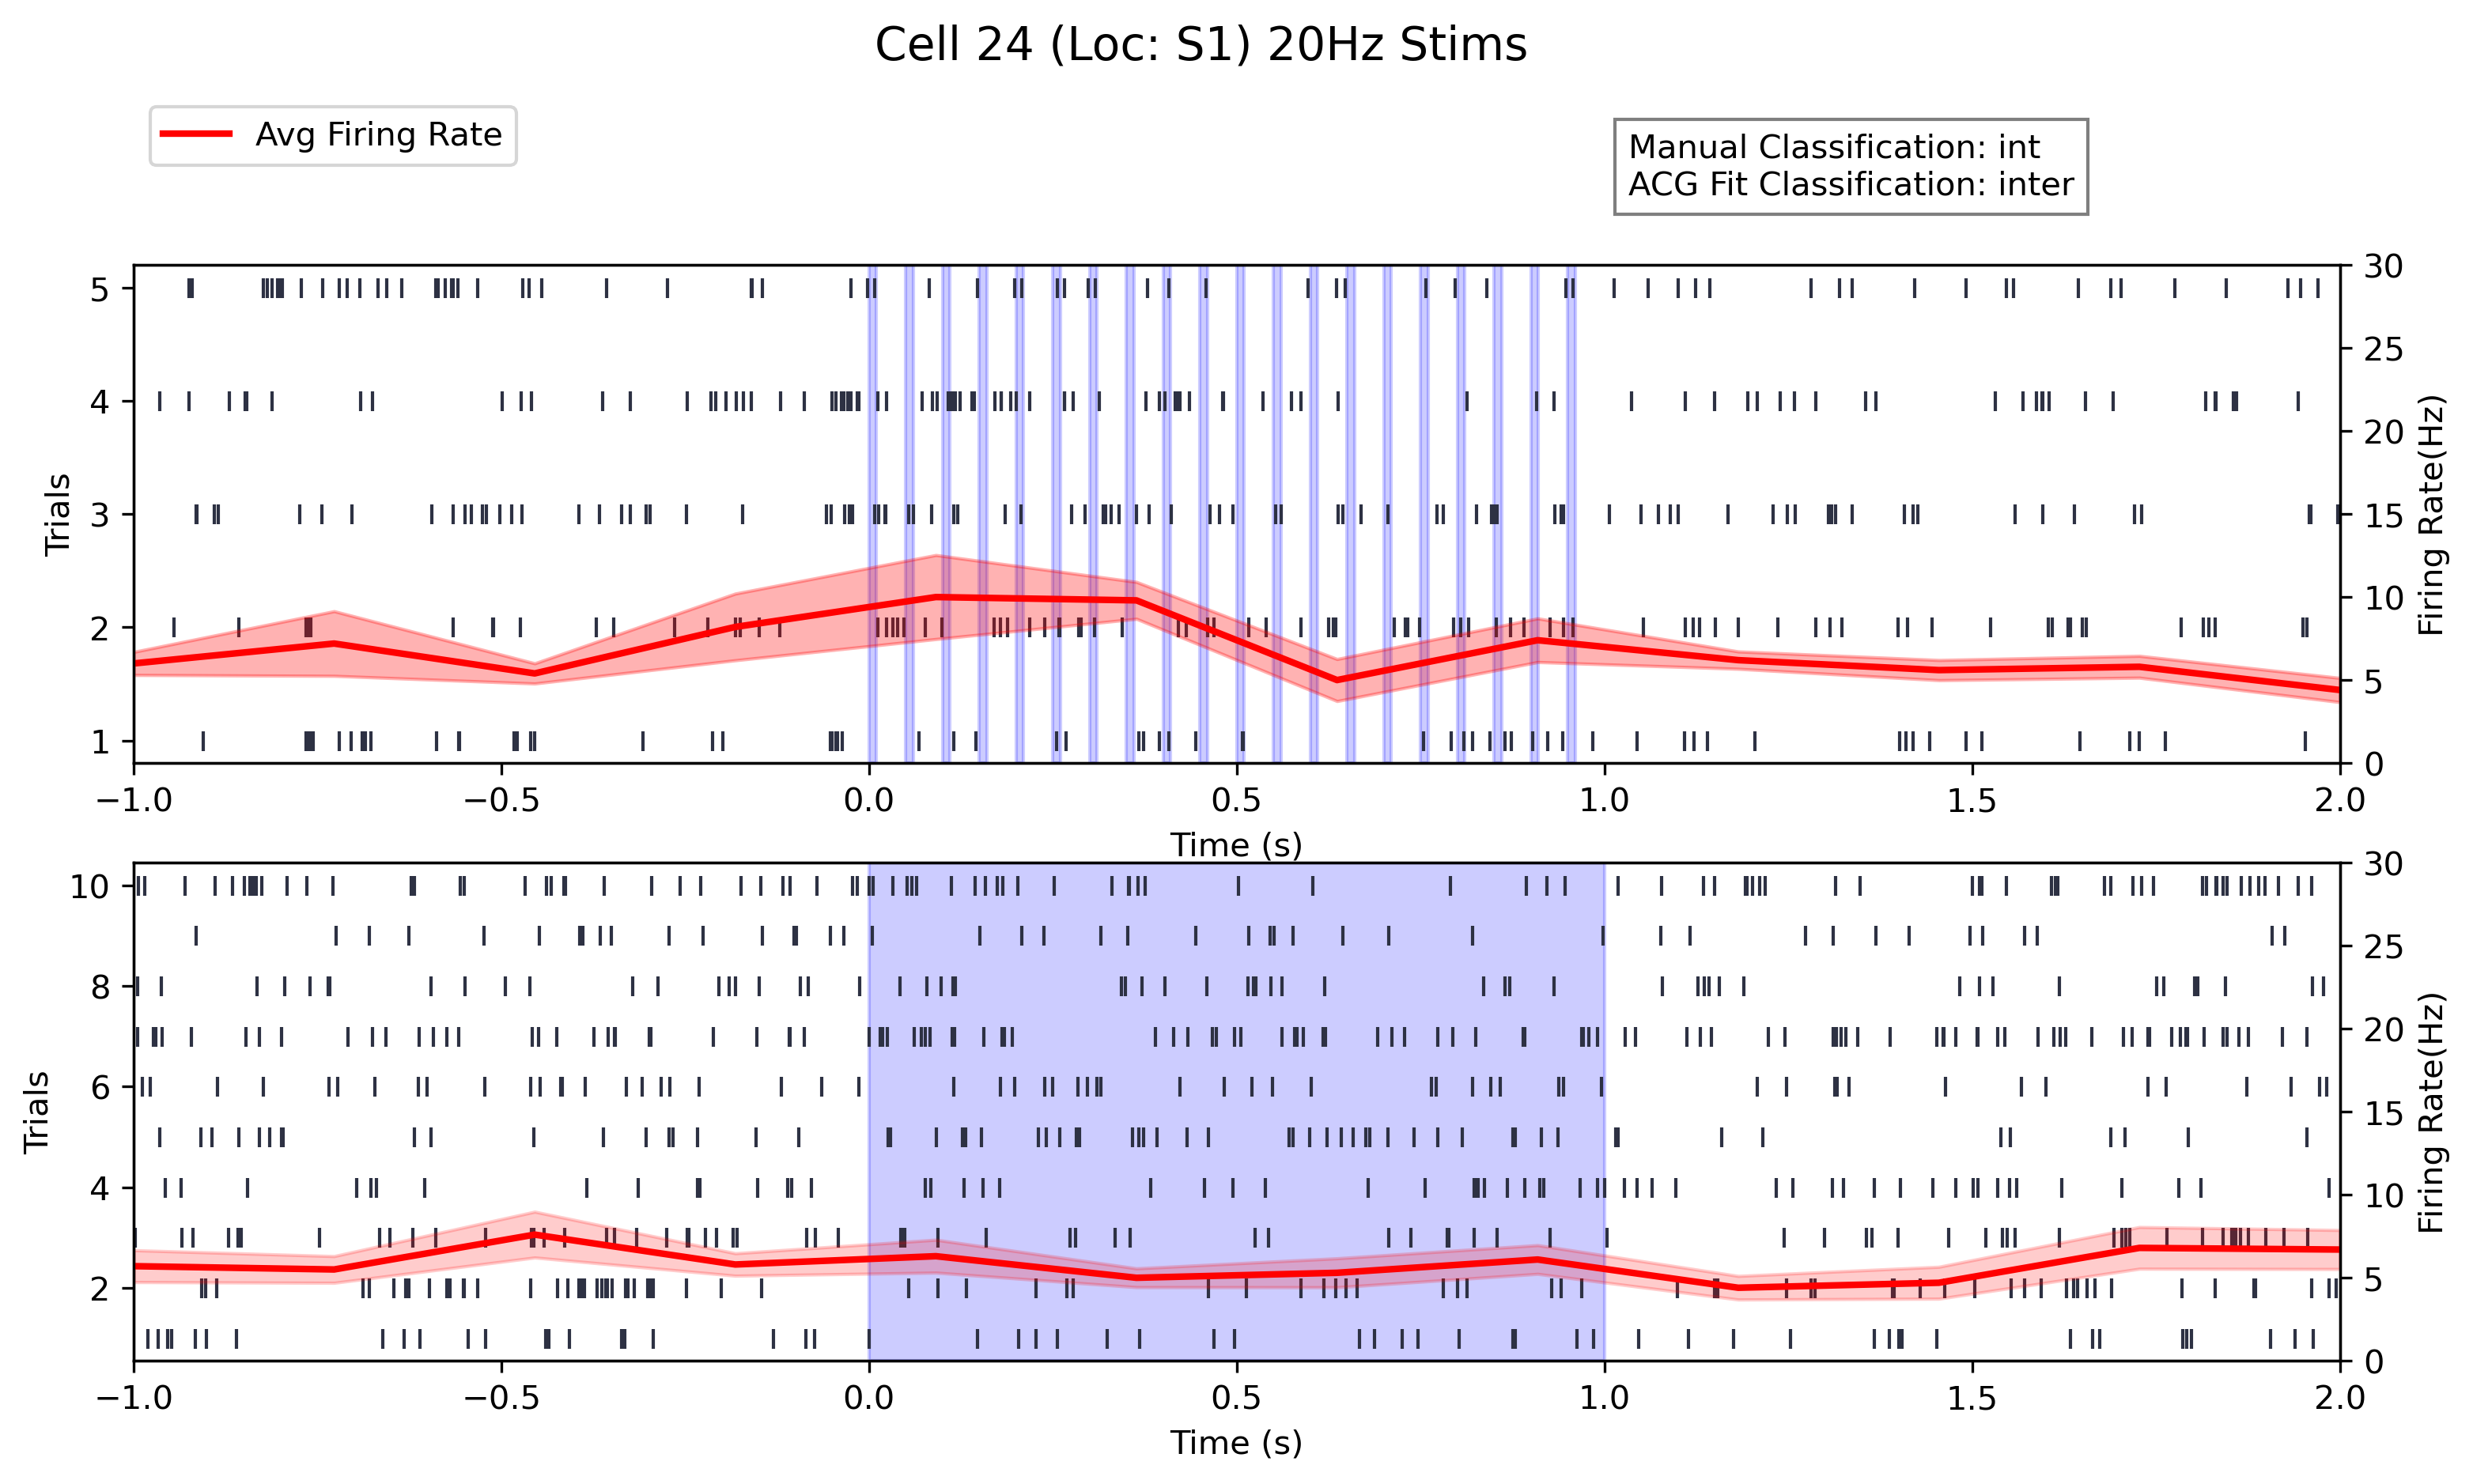 Cell 24 (Loc: S1) 20Hz Stims
Avg Firing Rate
Manual Classification: int
ACG Fit Classification: inter
5
4
3
2
1
Trials
30
25
20
15
10
5
0
Firing Rate(Hz)
−1.0 −0.5 0.0 0.5 1.0 1.5 2.0
Time (s)
10
8
6
4
2
Trials
30
25
20
15
10
5
0
Firing Rate(Hz)
−1.0 −0.5 0.0 0.5 1.0 1.5 2.0
Time (s)